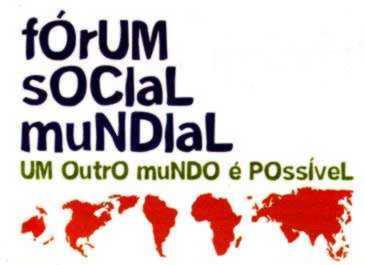 fÓrUM
sOCIaL
muNDIaL
UM OutrO muNDO é POssíveL